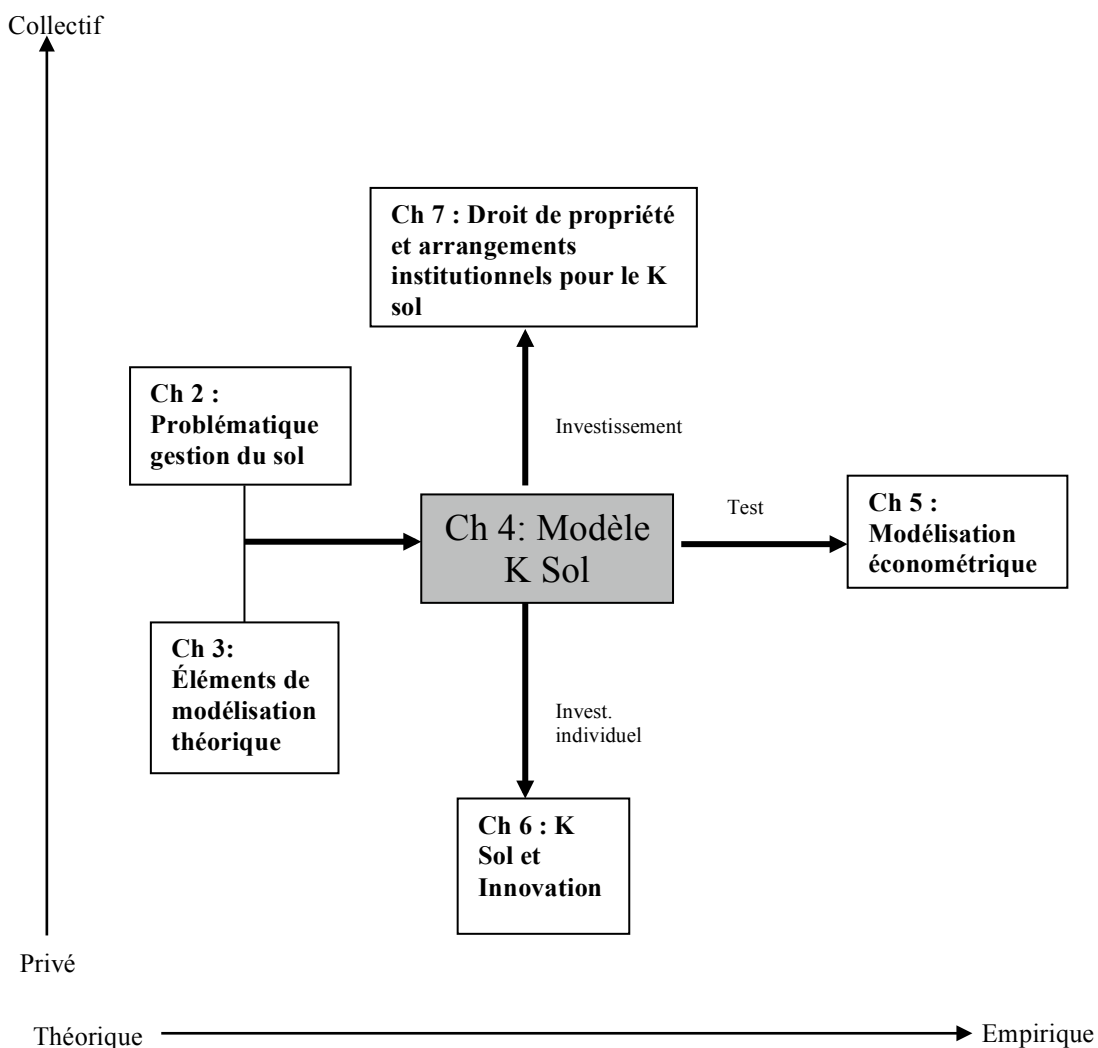 Collectif
Ch 7 : Droit de propriété
et arrangements
institutionnels pour le K
sol
Ch 2 :
Problématique
gestion du sol
Investissement
Ch 4: Modèle
K Sol
Test
Ch 5 :
Modélisation
économétrique
Ch 3:
Éléments de
modélisation
théorique
Invest.
individuel
Ch 6 : K
Sol et
Innovation
Privé
Théorique
Empirique